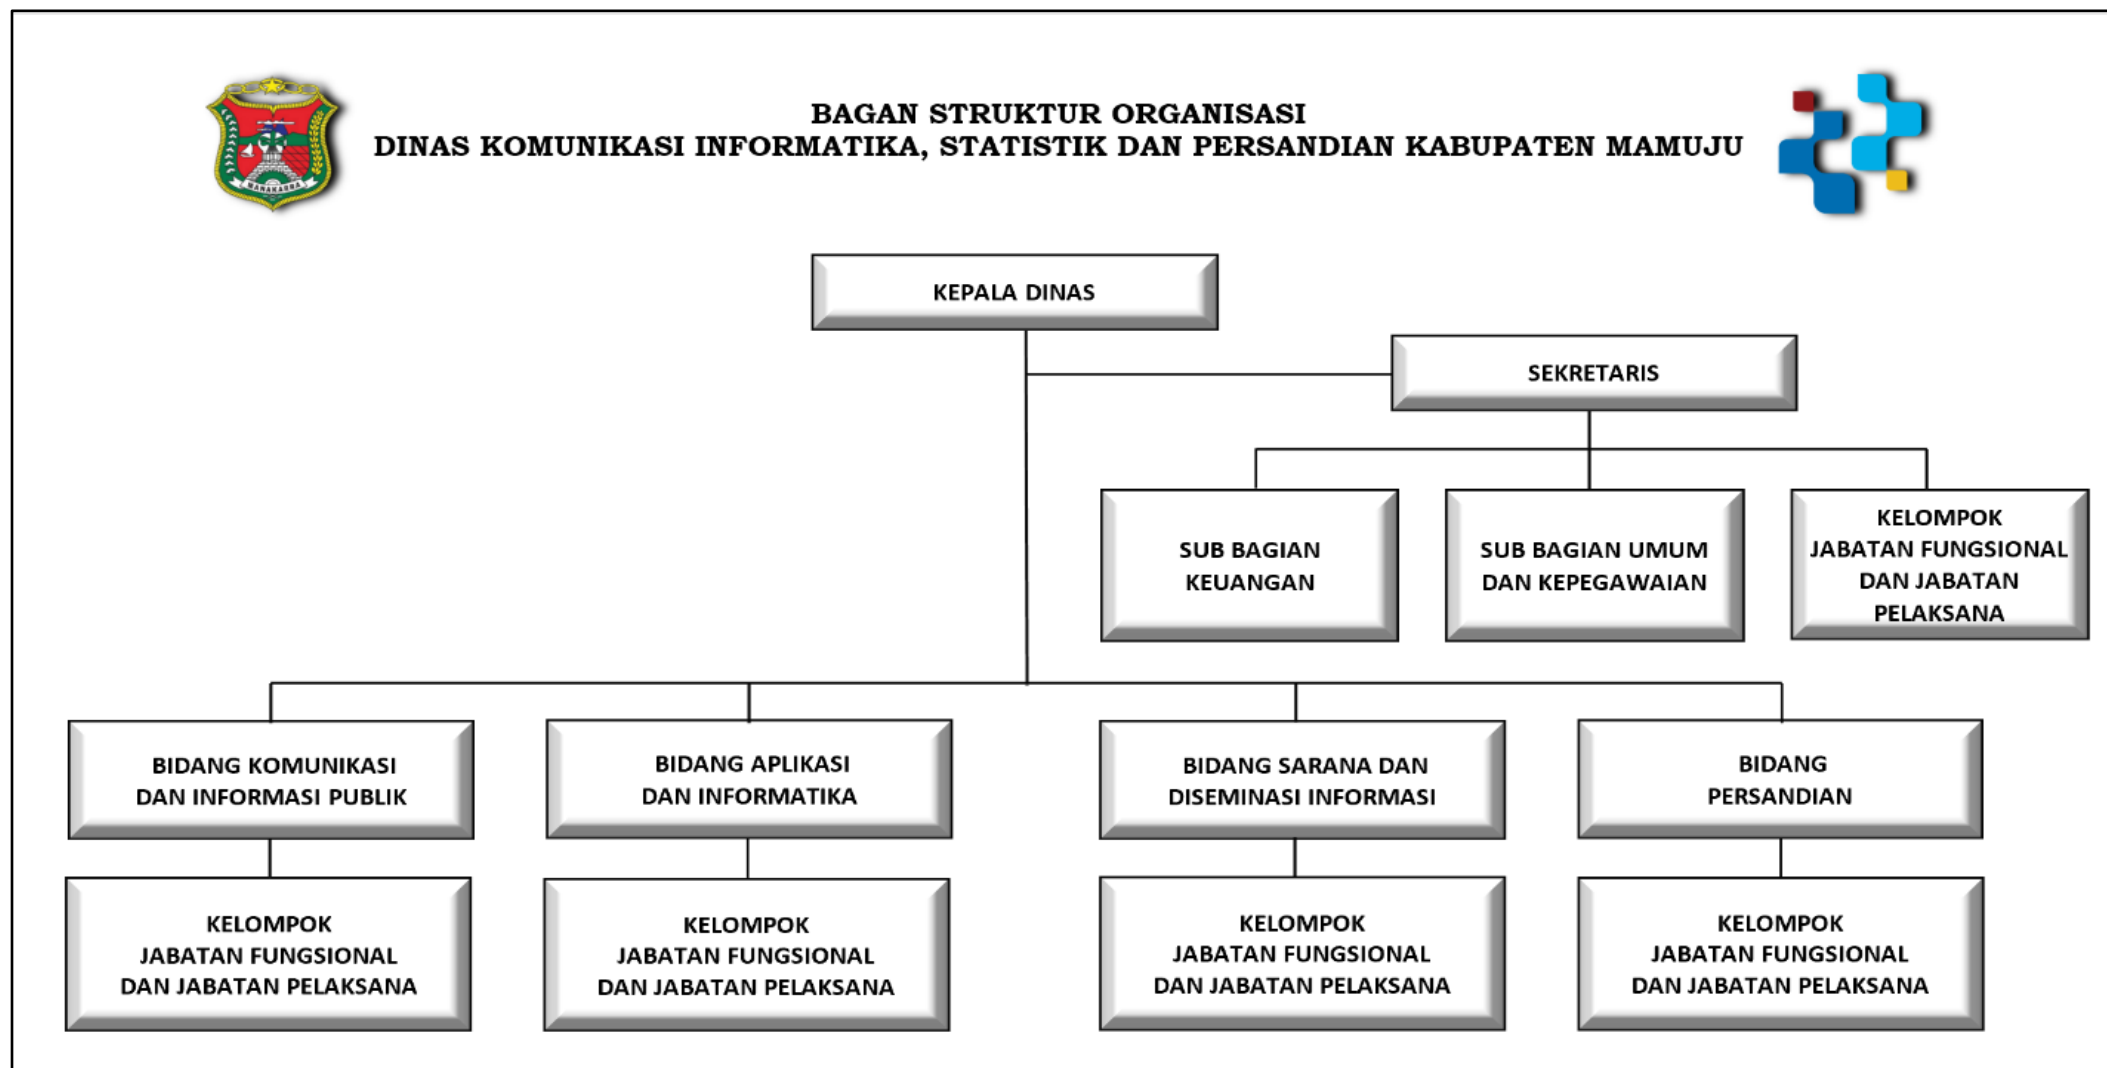 BAGAN STRUKTUR ORGANISASI
DINAS KOMUNIKASI INFORMATIKA, STATISTIK DAN PERSANDIAN KABUPATEN MAMUJU
MANAKARRA
KEPALA DINAS
SEKRETARIS
SUB BAGIAN
KEUANGAN
SUB BAGIAN UMUM
DAN KEPEGAWAIAN
KELOMPOK
JABATAN FUNGSIONAL
DAN JABATAN
PELAKSANA
BIDANG KOMUNIKASI
DAN INFORMASI PUBLIK
BIDANG APLIKASI
DAN INFORMATIKA
BIDANG SARANA DAN
DISEMINASI INFORMASI
BIDANG
PERSANDIAN
KELOMPOK
JABATAN FUNGSIONAL
DAN JABATAN PELAKSANA
KELOMPOK
JABATAN FUNGSIONAL
DAN JABATAN PELAKSANA
KELOMPOK
JABATAN FUNGSIONAL
DAN JABATAN PELAKSANA
KELOMPOK
JABATAN FUNGSIONAL
DAN JABATAN PELAKSANA